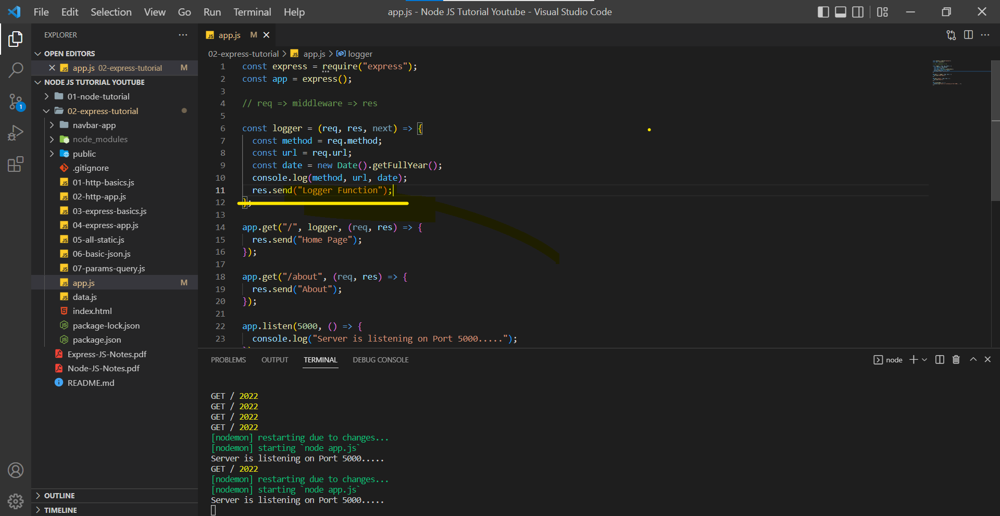 File Edit Selection View Go Run Terminal Help
app.js - Node JS Tutorial Youtube - Visual Studio Code
EXPLORER
OPEN EDITORS
app.js 02-express-tutorial M
NODE JS TUTORIAL YOUTUBE
01-node-tutorial
02-express-tutorial
navbar-app
node_modules
public
.gitignore
01-http-basics.js
02-http-app.js
03-express-basics.js
04-express-app.js
05-all-static.js
06-basic-json.js
07-params-query.js
app.js M
data.js
index.html
package-lock.json
package.json
Express-JS-Notes.pdf
Node-JS-Notes.pdf
README.md
OUTLINE
TIMELINE
1
app.js M
02-express-tutorial > app.js > logger
1 const express = require("express");
2 const app = express();
3
4 // req => middleware => res
5
6 const logger = (req, res, next) => {
7 const method = req.method;
8 const url = req.url;
9 const date = new Date().getFullYear();
10 console.log(method, url, date);
11 res.send("Logger Function");
12 };
13
14 app.get("/", logger, (req, res) => {
15 res.send("Home Page");
16 });
17
18 app.get("/about", (req, res) => {
19 res.send("About");
20 });
21
22 app.listen(5000, () => {
23 console.log("Server is listening on Port 5000.....");
PROBLEMS OUTPUT TERMINAL DEBUG CONSOLE
node
GET / 2022
GET / 2022
GET / 2022
GET / 2022
[nodemon] restarting due to changes...
[nodemon] starting `node app.js`
Server is listening on Port 5000.....
GET / 2022
[nodemon] restarting due to changes...
[nodemon] starting `node app.js`
Server is listening on Port 5000.....